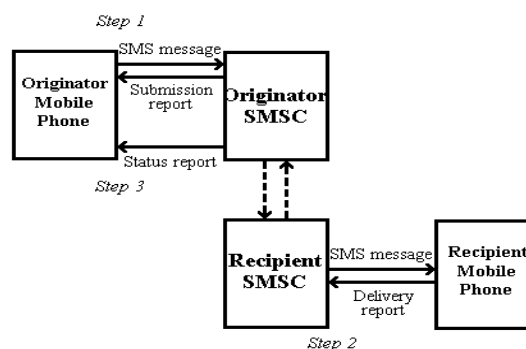 Step 1
SMS message
Originator
Mobile
Phone
Submission
report
Originator
SMSC
Status report
Step 3
Recipient
SMSC
SMS message
Delivery
report
Recipient
Mobile
Phone
Step 2